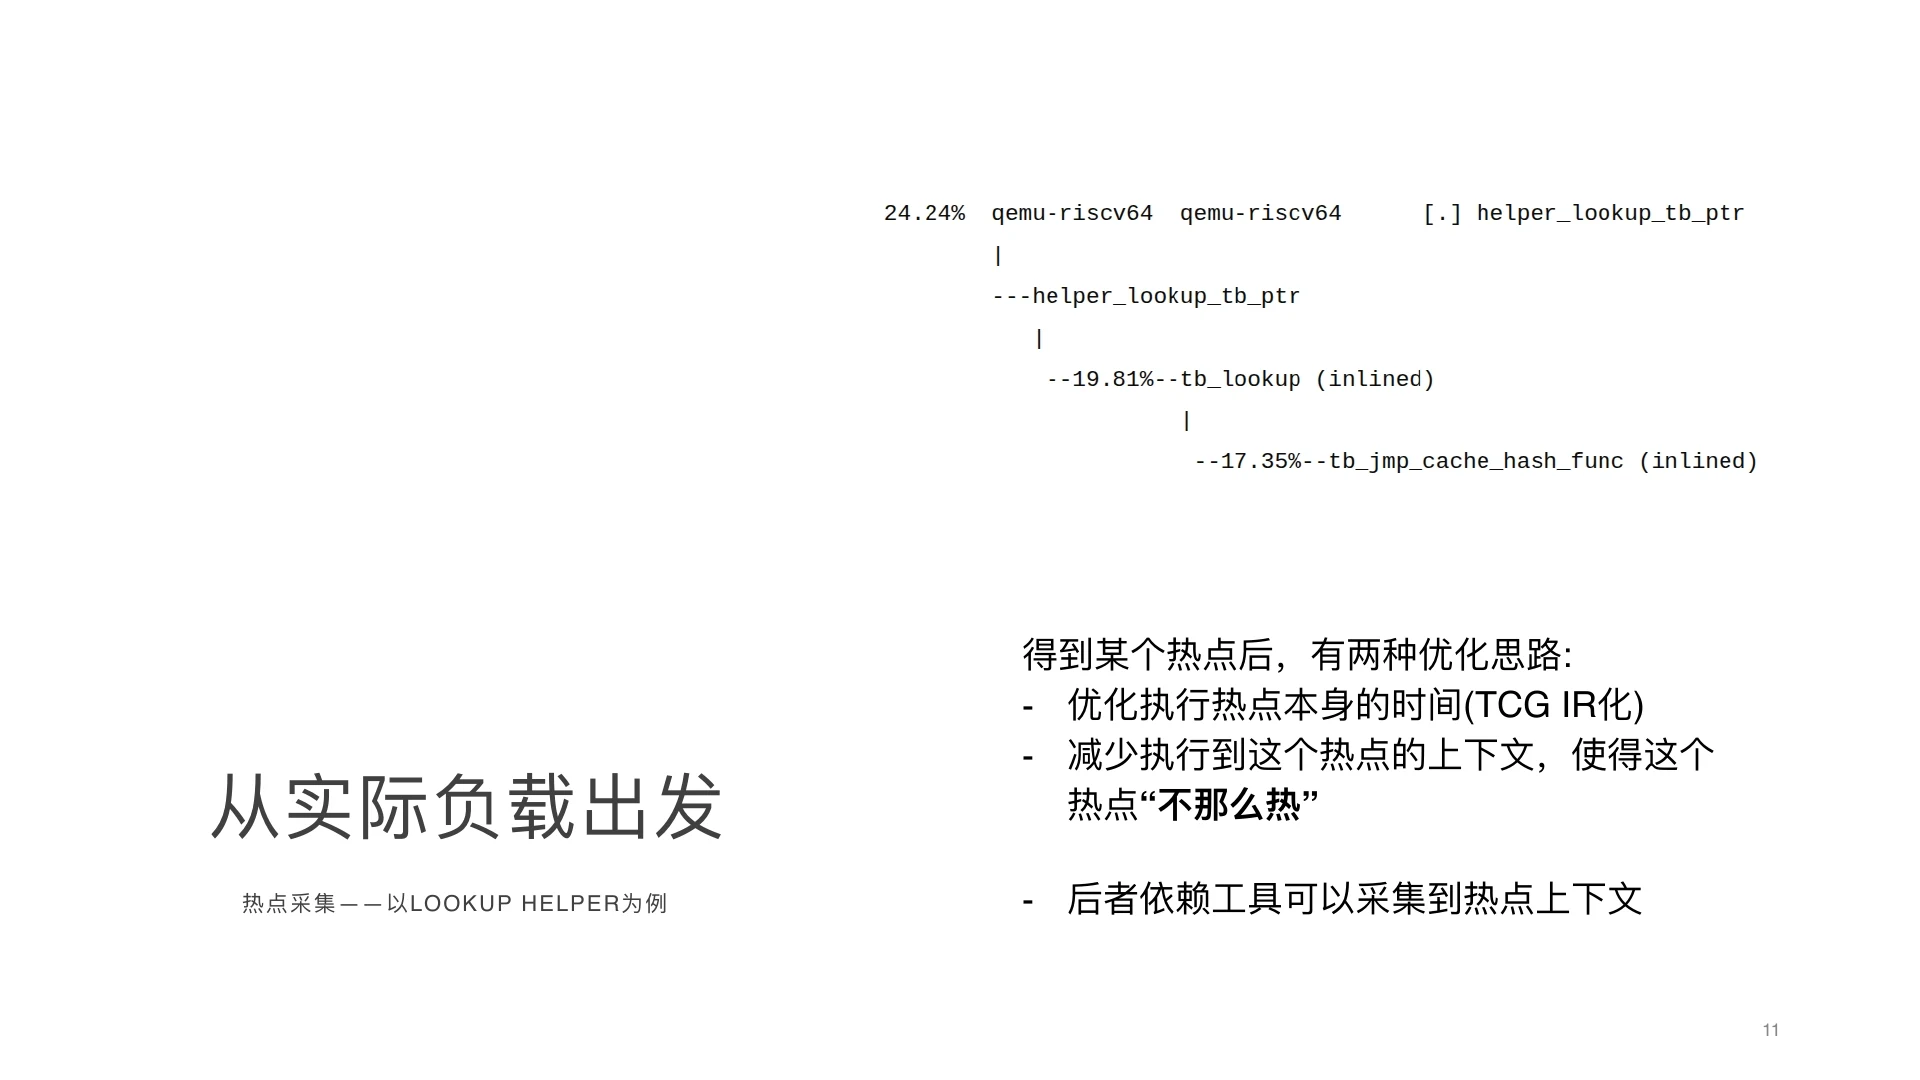 24.24%  qemu-riscv64  qemu-riscv64      [.] helper_lookup_tb_ptr
|
---helper_lookup_tb_ptr
|
--19.81%--tb_lookup (inlined)
|
--17.35%--tb_jmp_cache_hash_func (inlined)
从实际负载出发
热点采集——以LOOKUP HELPER为例
得到某个热点后，有两种优化思路:
- 优化执行热点本身的时间(TCG IR化)
- 减少执行到这个热点的上下文，使得这个
热点“不那么热”
- 后者依赖工具可以采集到热点上下文
11